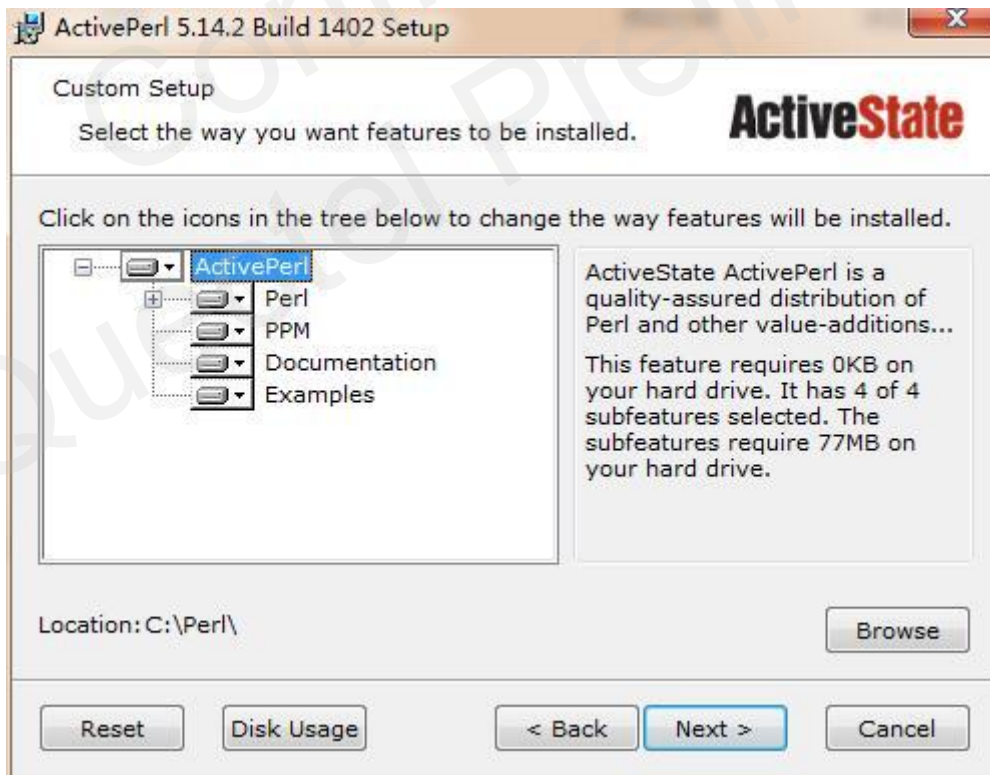 ActivePerl 5.14.2 Build 1402 Setup
Custom Setup
Select the way you want features to be installed.
ActiveState
Click on the icons in the tree below to change the way features will be installed.
ActivePerl
Perl
PPM
Documentation
Examples
ActiveState ActivePerl is a
quality-assured distribution of
Perl and other value-additions...
This feature requires 0KB on
your hard drive. It has 4 of 4
subfeatures selected. The
subfeatures require 77MB on
your hard drive.
Location: C:\Perl\
Browse
Reset
Disk Usage
< Back
Next >
Cancel
Quectel